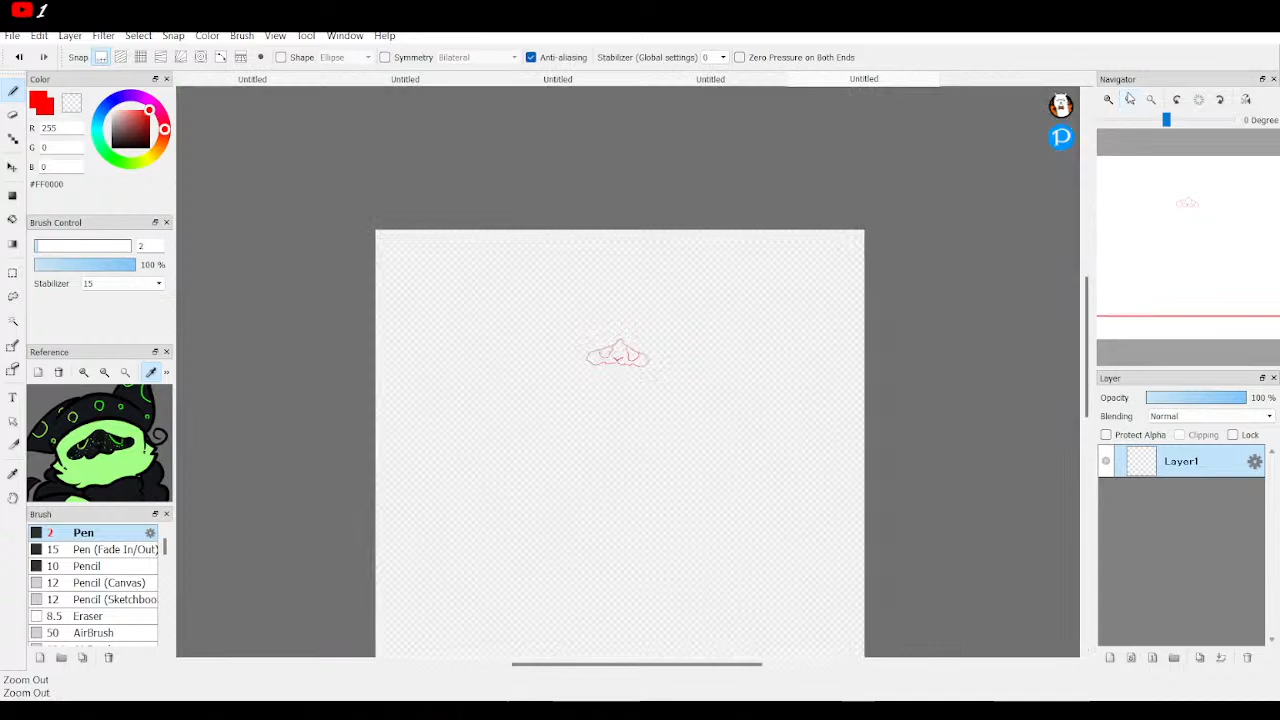 1
File Edit Layer Filter Select Snap Color Brush View Tool Window Help
Snap Shape Ellipse Symmetry Bilateral Anti-aliasing Stabilizer (Global settings) 0 Zero Pressure on Both Ends
Color
Untitled Untitled Untitled Untitled Untitled
Navigator
R 255
G 0
B 0
#FF0000
0 Degree
Brush Control
2
100 %
Stabilizer 15
Reference
Layer
Opacity 100 %
Blending Normal
Protect Alpha Clipping Lock
Layer1
Brush
2 Pen
15 Pen (Fade In/Out)
10 Pencil
12 Pencil (Canvas)
12 Pencil (Sketchboo
8.5 Eraser
50 AirBrush
Zoom Out
Zoom Out